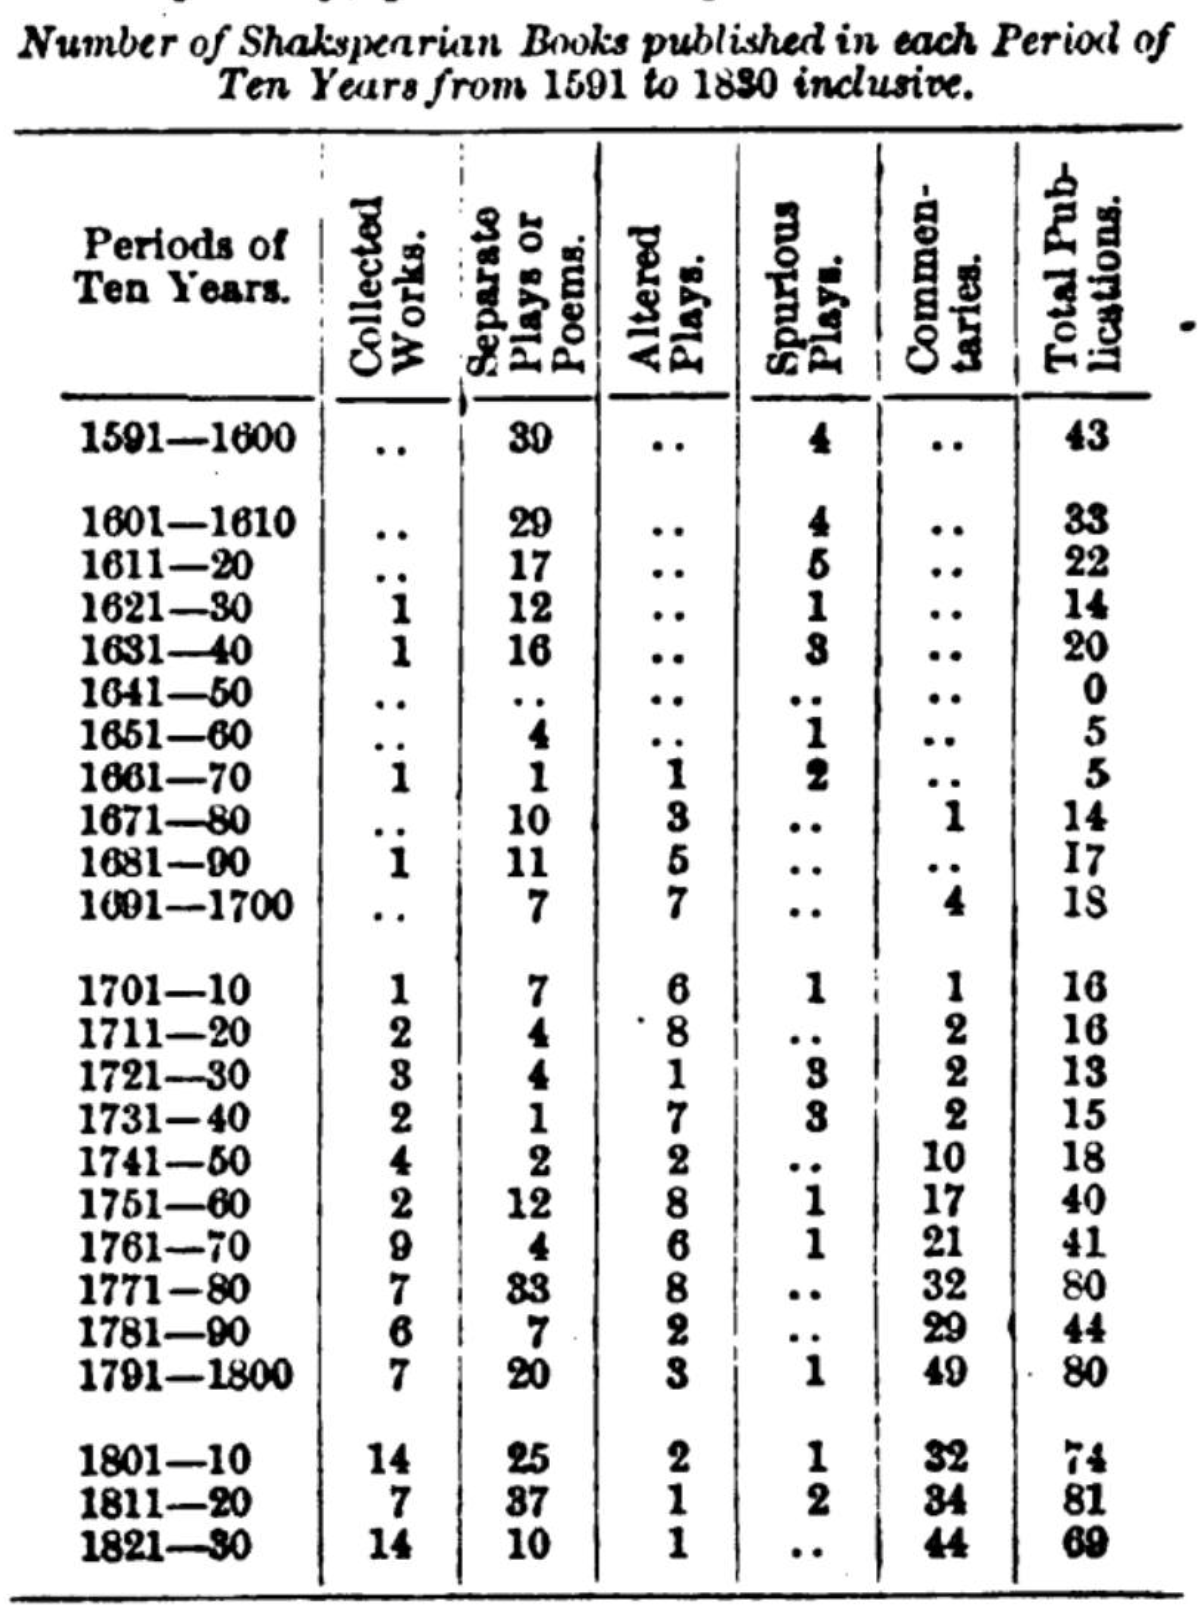 Number of Shakspearian Books published in each Period of
Ten Years from 1591 to 1830 inclusive.
Periods of
Ten Years.
Collected
Works.
Separate
Plays or
Poems.
Altered
Plays.
Spurious
Plays.
Commen-
taries.
Total Pub-
lications.
1591—1600 .. 39 .. 4 .. 43
1601—1610 .. 29 .. 4 .. 33
1611—20 .. 17 .. 5 .. 22
1621—30 1 12 .. 1 .. 14
1631—40 1 16 .. 3 .. 20
1641—50 .. .. .. .. .. 0
1651—60 .. 4 .. 1 .. 5
1661—70 1 1 1 2 .. 5
1671—80 .. 10 3 .. 1 14
1681—90 1 11 5 .. .. 17
1691—1700 .. 7 7 .. 4 18
1701—10 1 7 6 1 1 16
1711—20 2 4 8 .. 2 16
1721—30 3 4 1 3 2 13
1731—40 2 1 7 3 2 15
1741—50 4 2 2 .. 10 18
1751—60 2 12 8 1 17 40
1761—70 9 4 6 1 21 41
1771—80 7 33 8 .. 32 80
1781—90 6 7 2 .. 29 44
1791—1800 7 20 3 1 49 80
1801—10 14 25 2 1 32 74
1811—20 7 37 1 2 34 81
1821—30 14 10 1 .. 44 69